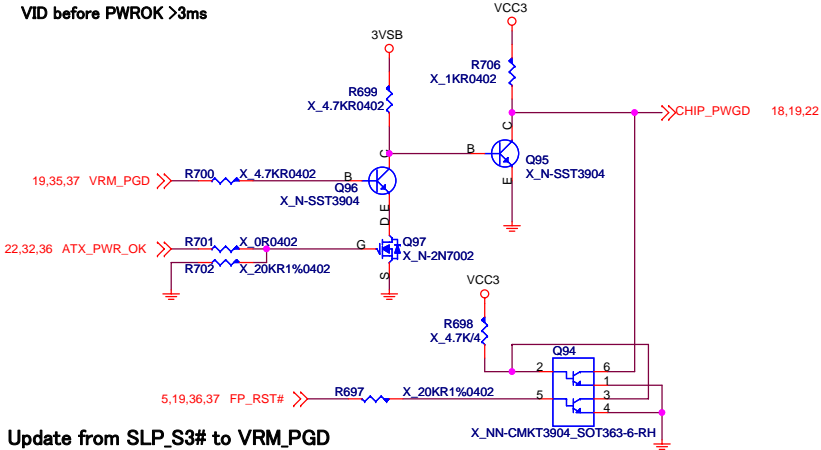 VID before PWROK >3ms
VCC3
3VSB
R706
X_1KR0402
R699
X_4.7KR0402
CHIP_PWGD 18,19,22
C
B
Q95
X_N-SST3904
E
C
19,35,37 VRM_PGD
R700 X_4.7KR0402
B
Q96
X_N-SST3904
E
D
22,32,36 ATX_PWR_OK
R701 X_0R0402
G
Q97
X_N-2N7002
R702 X_20KR1%0402
S
VCC3
R698
X_4.7K/4
Q94
2 6
1
5,19,36,37 FP_RST#
R697 X_20KR1%0402
5 3
4
X_NN-CMKT3904_SOT363-6-RH
Update from SLP_S3# to VRM_PGD